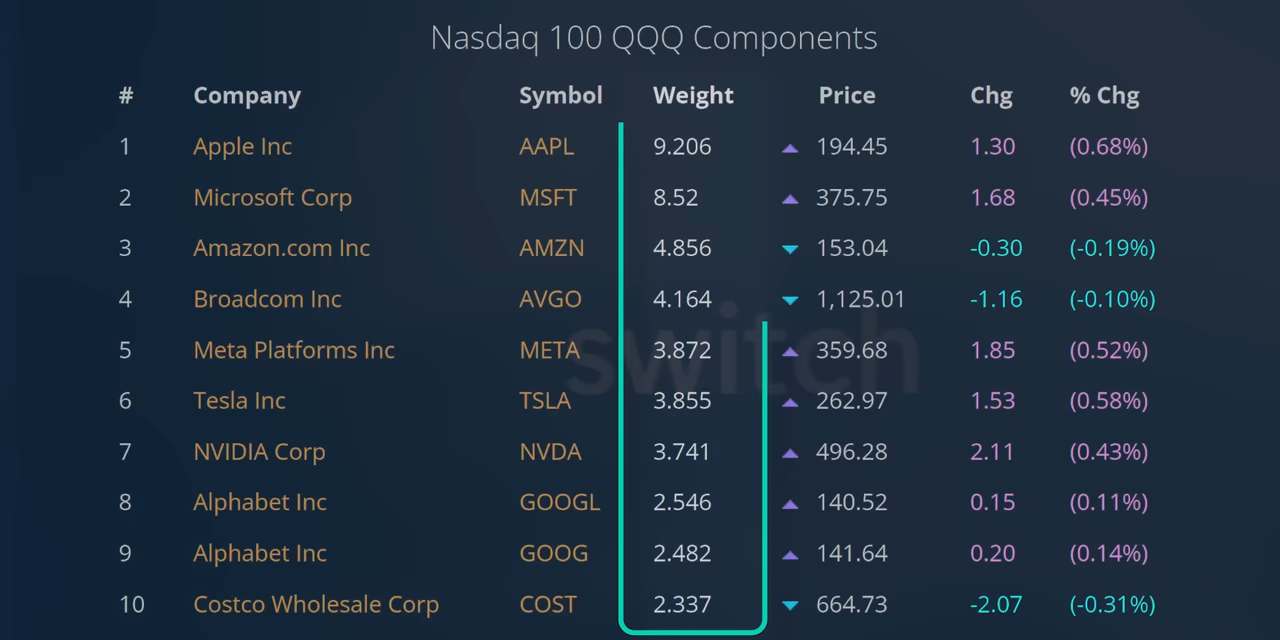 Nasdaq 100 QQQ Components
# Company Symbol Weight Price Chg % Chg
1 Apple Inc AAPL 9.206 194.45 1.30 (0.68%)
2 Microsoft Corp MSFT 8.52 375.75 1.68 (0.45%)
3 Amazon.com Inc AMZN 4.856 153.04 -0.30 (-0.19%)
4 Broadcom Inc AVGO 4.164 1,125.01 -1.16 (-0.10%)
switch
5 Meta Platforms Inc META 3.872 359.68 1.85 (0.52%)
6 Tesla Inc TSLA 3.855 262.97 1.53 (0.58%)
7 NVIDIA Corp NVDA 3.741 496.28 2.11 (0.43%)
8 Alphabet Inc GOOGL 2.546 140.52 0.15 (0.11%)
9 Alphabet Inc GOOG 2.482 141.64 0.20 (0.14%)
10 Costco Wholesale Corp COST 2.337 664.73 -2.07 (-0.31%)